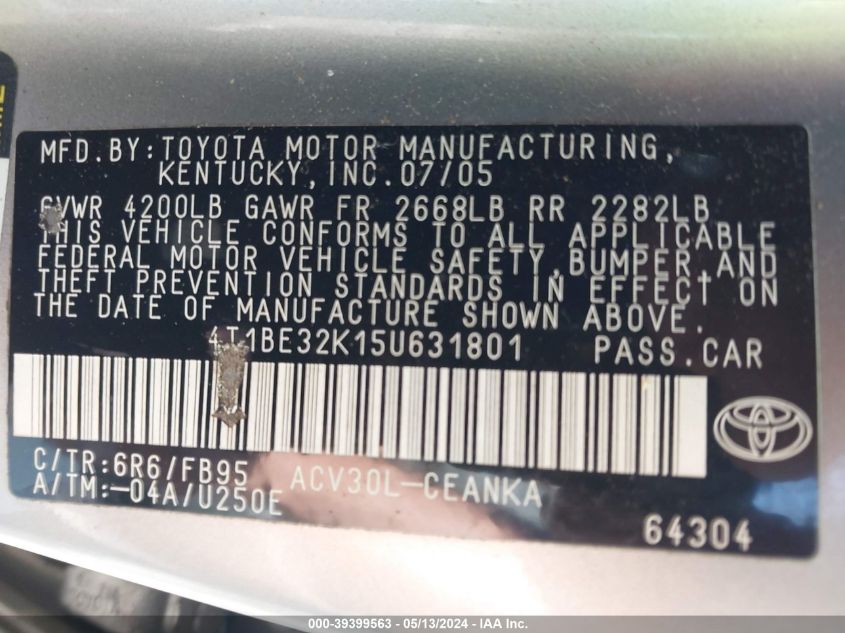 MFD.BY: TOYOTA MOTOR MANUFACTURING,
KENTUCKY, INC. 07/05
GVWR 4200LB GAWR FR 2668LB RR 2282LB
THIS VEHICLE CONFORMS TO ALL APPLICABLE
FEDERAL MOTOR VEHICLE SAFETY, BUMPER, AND
THEFT PREVENTION STANDARDS IN EFFECT ON
THE DATE OF MANUFACTURE SHOWN ABOVE.
4T1BE32K15U631801 PASS.CAR
C/TR:6R6/FB95 ACV30L-CEANKA
A/TM:-04A/U250E
64304
000-39399563 - 05/13/2024 - IAA Inc.